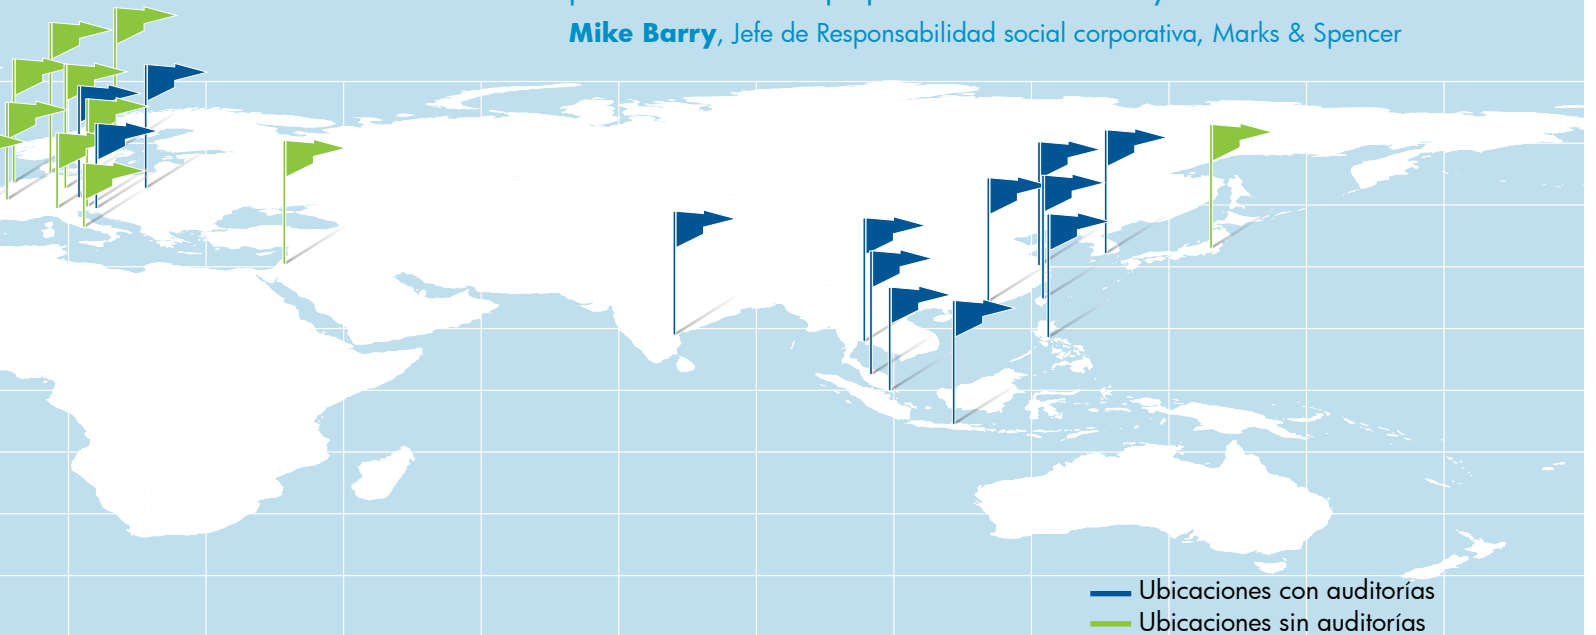 Mike Barry, Jefe de Responsabilidad social corporativa, Marks & Spencer
Ubicaciones con auditorías
Ubicaciones sin auditorías